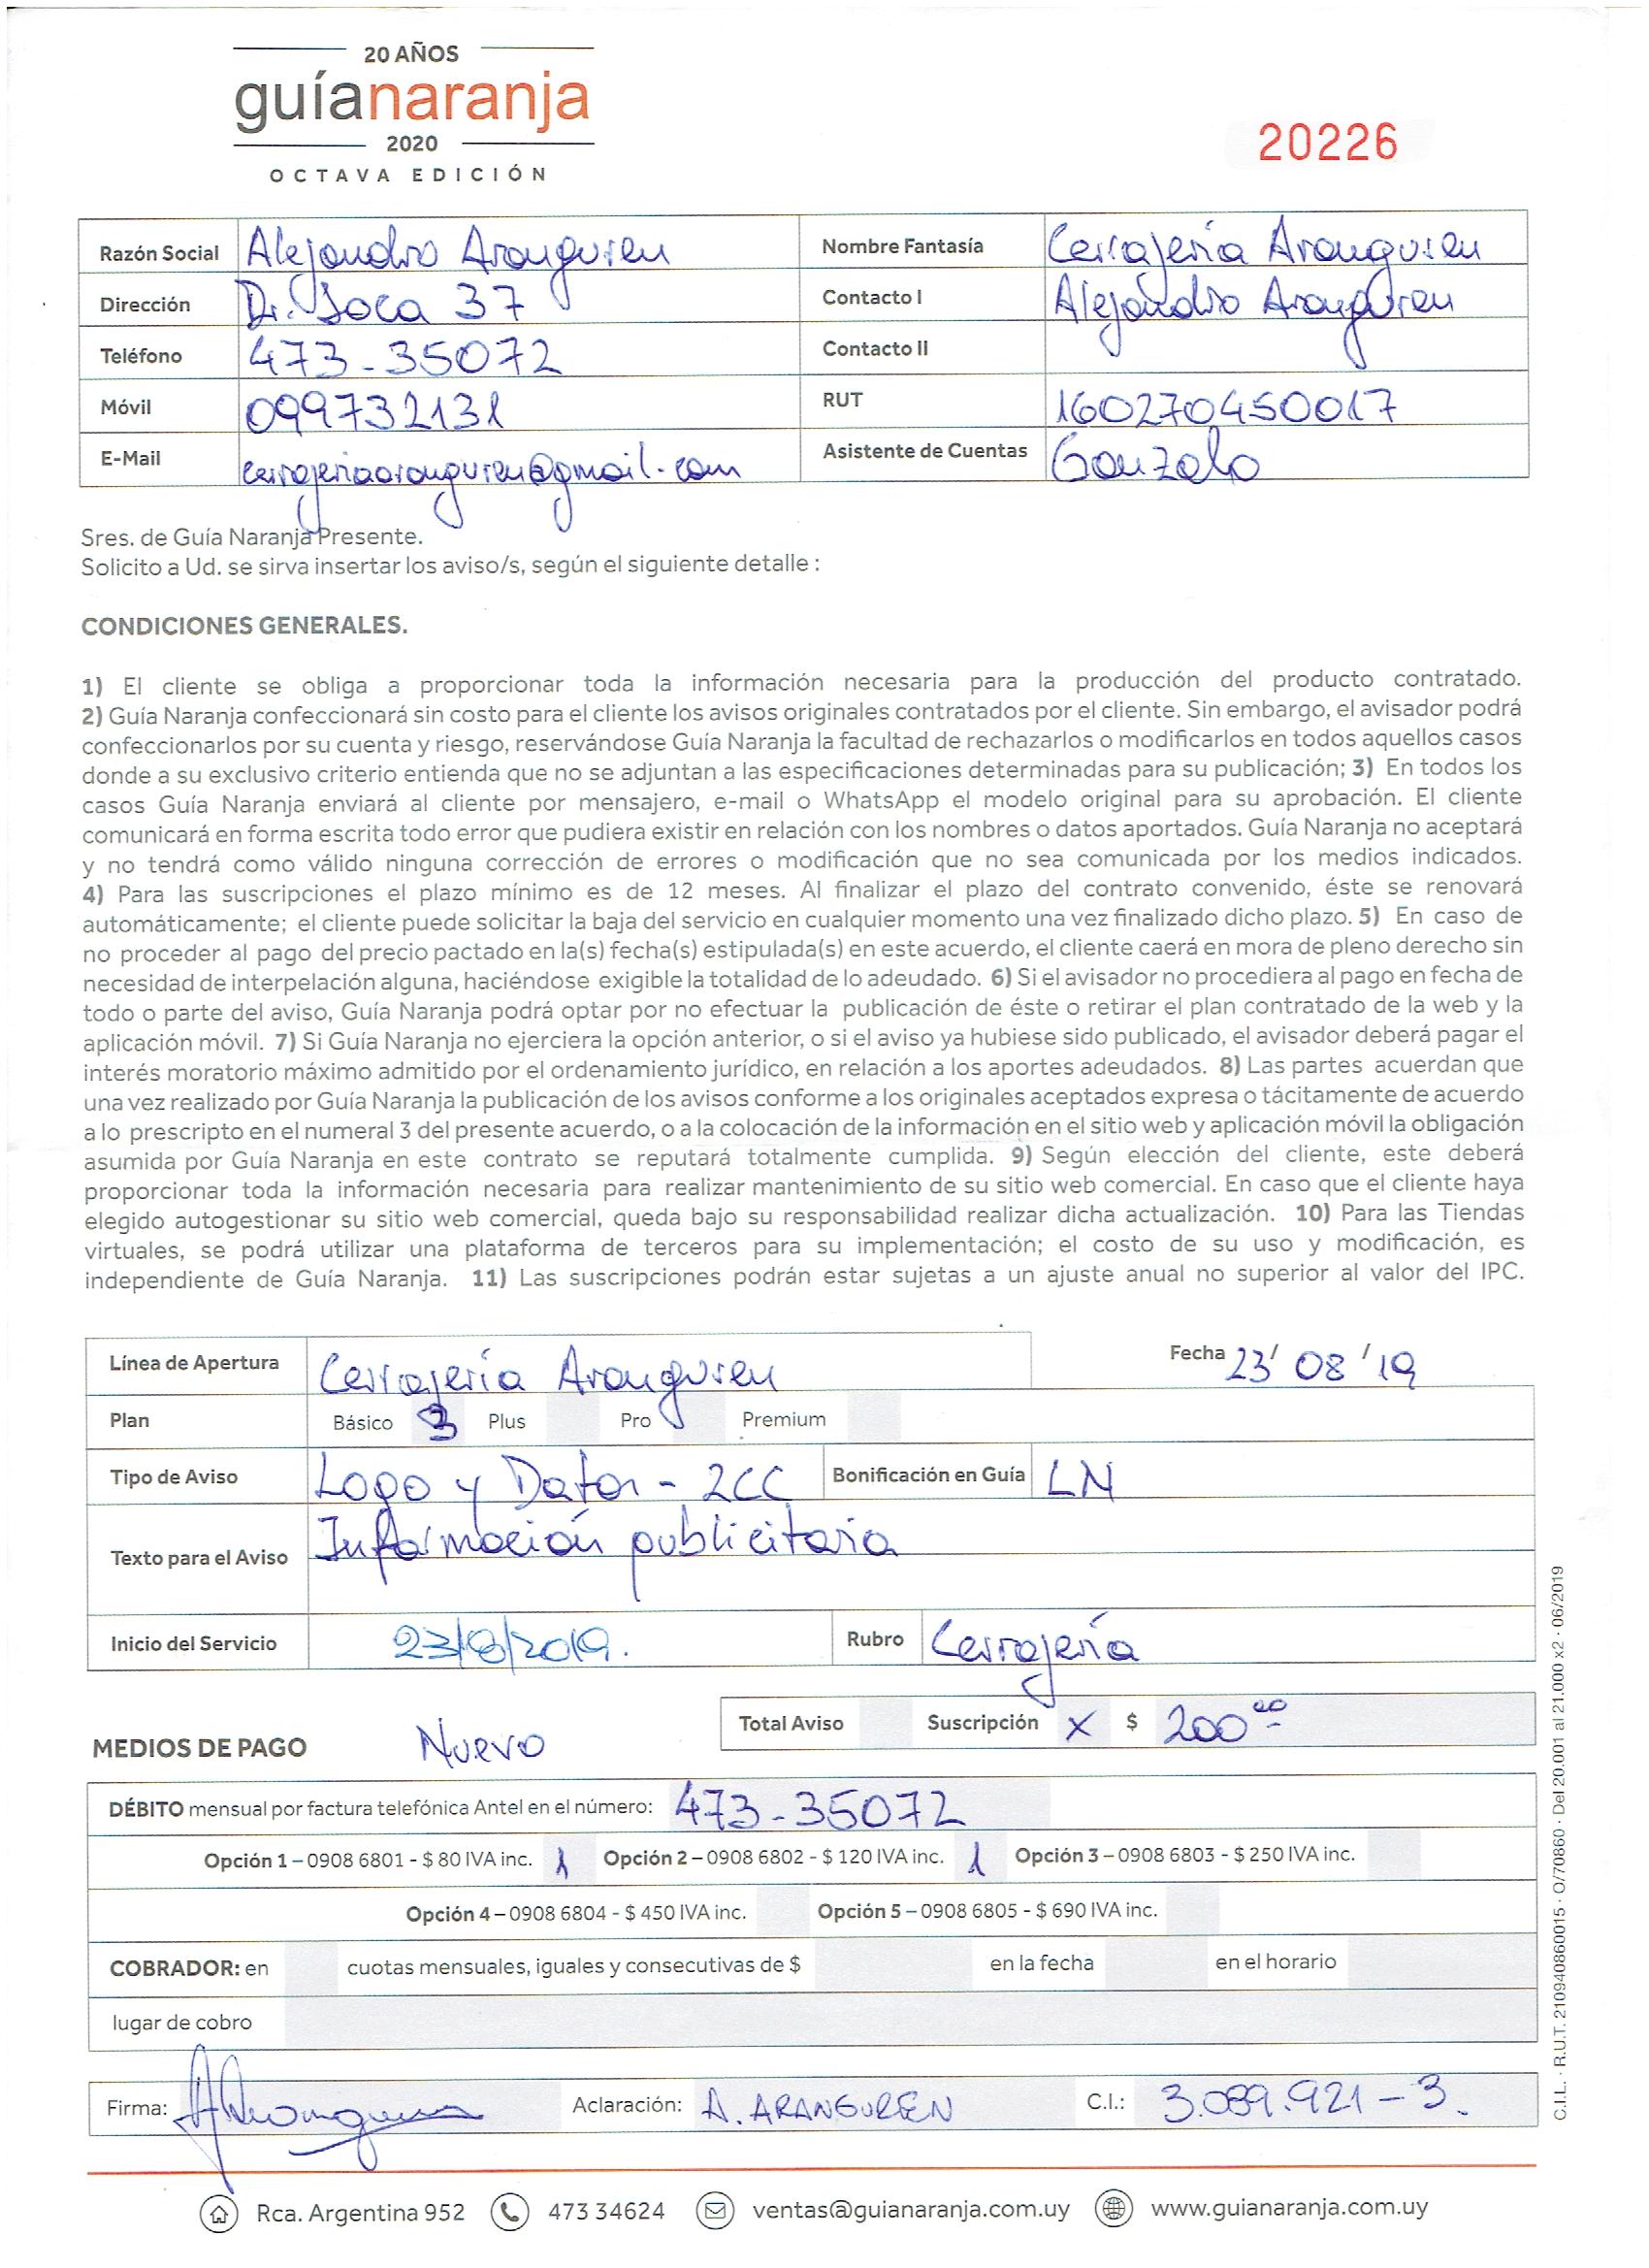 20 AÑOS
guíanaranja
2020
OCTAVA EDICIÓN
20226
Razón Social Alejandro Aranguren Nombre Fantasía Cerrajería Aranguren
Dirección Dr. Soca 37 Contacto I Alejandro Aranguren
Teléfono 473-35072 Contacto II
Móvil 099732131 RUT 160270450017
E-Mail cerrajeriaaranguren@gmail.com Asistente de Cuentas Gonzalo
Sres. de Guía Naranja Presente.
Solicito a Ud. se sirva insertar los aviso/s, según el siguiente detalle :
CONDICIONES GENERALES.
1) El cliente se obliga a proporcionar toda la información necesaria para la producción del producto contratado.
2) Guía Naranja confeccionará sin costo para el cliente los avisos originales contratados por el cliente. Sin embargo, el avisador podrá
confeccionarlos por su cuenta y riesgo, reservándose Guía Naranja la facultad de rechazarlos o modificarlos en todos aquellos casos
donde a su exclusivo criterio entienda que no se adjuntan a las especificaciones determinadas para su publicación; 3) En todos los
casos Guía Naranja enviará al cliente por mensajero, e-mail o WhatsApp el modelo original para su aprobación. El cliente
comunicará en forma escrita todo error que pudiera existir en relación con los nombres o datos aportados. Guía Naranja no aceptará
y no tendrá como válido ninguna corrección de errores o modificación que no sea comunicada por los medios indicados.
4) Para las suscripciones el plazo mínimo es de 12 meses. Al finalizar el plazo del contrato convenido, éste se renovará
automáticamente; el cliente puede solicitar la baja del servicio en cualquier momento una vez finalizado dicho plazo. 5) En caso de
no proceder al pago del precio pactado en la(s) fecha(s) estipulada(s) en este acuerdo, el cliente caerá en mora de pleno derecho sin
necesidad de interpelación alguna, haciéndose exigible la totalidad de lo adeudado. 6) Si el avisador no procediera al pago en fecha de
todo o parte del aviso, Guía Naranja podrá optar por no efectuar la publicación de éste o retirar el plan contratado de la web y la
aplicación móvil. 7) Si Guía Naranja no ejerciera la opción anterior, o si el aviso ya hubiese sido publicado, el avisador deberá pagar el
interés moratorio máximo admitido por el ordenamiento jurídico, en relación a los aportes adeudados. 8) Las partes acuerdan que
una vez realizado por Guía Naranja la publicación de los avisos conforme a los originales aceptados expresa o tácitamente de acuerdo
a lo prescripto en el numeral 3 del presente acuerdo, o a la colocación de la información en el sitio web y aplicación móvil la obligación
asumida por Guía Naranja en este contrato se reputará totalmente cumplida. 9) Según elección del cliente, este deberá
proporcionar toda la información necesaria para realizar mantenimiento de su sitio web comercial. En caso que el cliente haya
elegido autogestionar su sitio web comercial, queda bajo su responsabilidad realizar dicha actualización. 10) Para las Tiendas
virtuales, se podrá utilizar una plataforma de terceros para su implementación; el costo de su uso y modificación, es
independiente de Guía Naranja. 11) Las suscripciones podrán estar sujetas a un ajuste anual no superior al valor del IPC.
Línea de Apertura Cerrajería Aranguren Fecha 23/ 08 /19
Plan Básico 3 Plus Pro Premium
Tipo de Aviso Logo y Datos - 2CC Bonificación en Guía LN
Texto para el Aviso Información publicitaria
Inicio del Servicio 23/8/2019. Rubro Cerrajería
Total Aviso Suscripción X $ 200 00
MEDIOS DE PAGO Nuevo
DÉBITO mensual por factura telefónica Antel en el número: 473-35072
Opción 1 – 0908 6801 - $ 80 IVA inc. 1 Opción 2 – 0908 6802 - $ 120 IVA inc. 1 Opción 3 – 0908 6803 - $ 250 IVA inc.
Opción 4 – 0908 6804 - $ 450 IVA inc. Opción 5 – 0908 6805 - $ 690 IVA inc.
COBRADOR: en cuotas mensuales, iguales y consecutivas de $ en la fecha en el horario
lugar de cobro
Firma: Aclaración: A. ARANGUREN C.I.: 3.089.921-3.
Rca. Argentina 952 473 34624 ventas@guianaranja.com.uy www.guianaranja.com.uy
C.I.L. · R.U.T. 210940860015 · O/70860 · Del 20.001 al 21.000 x2 · 06/2019